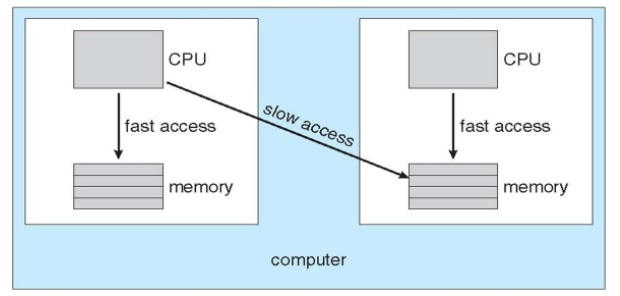 CPU
fast access
memory
slow access
CPU
fast access
memory
computer